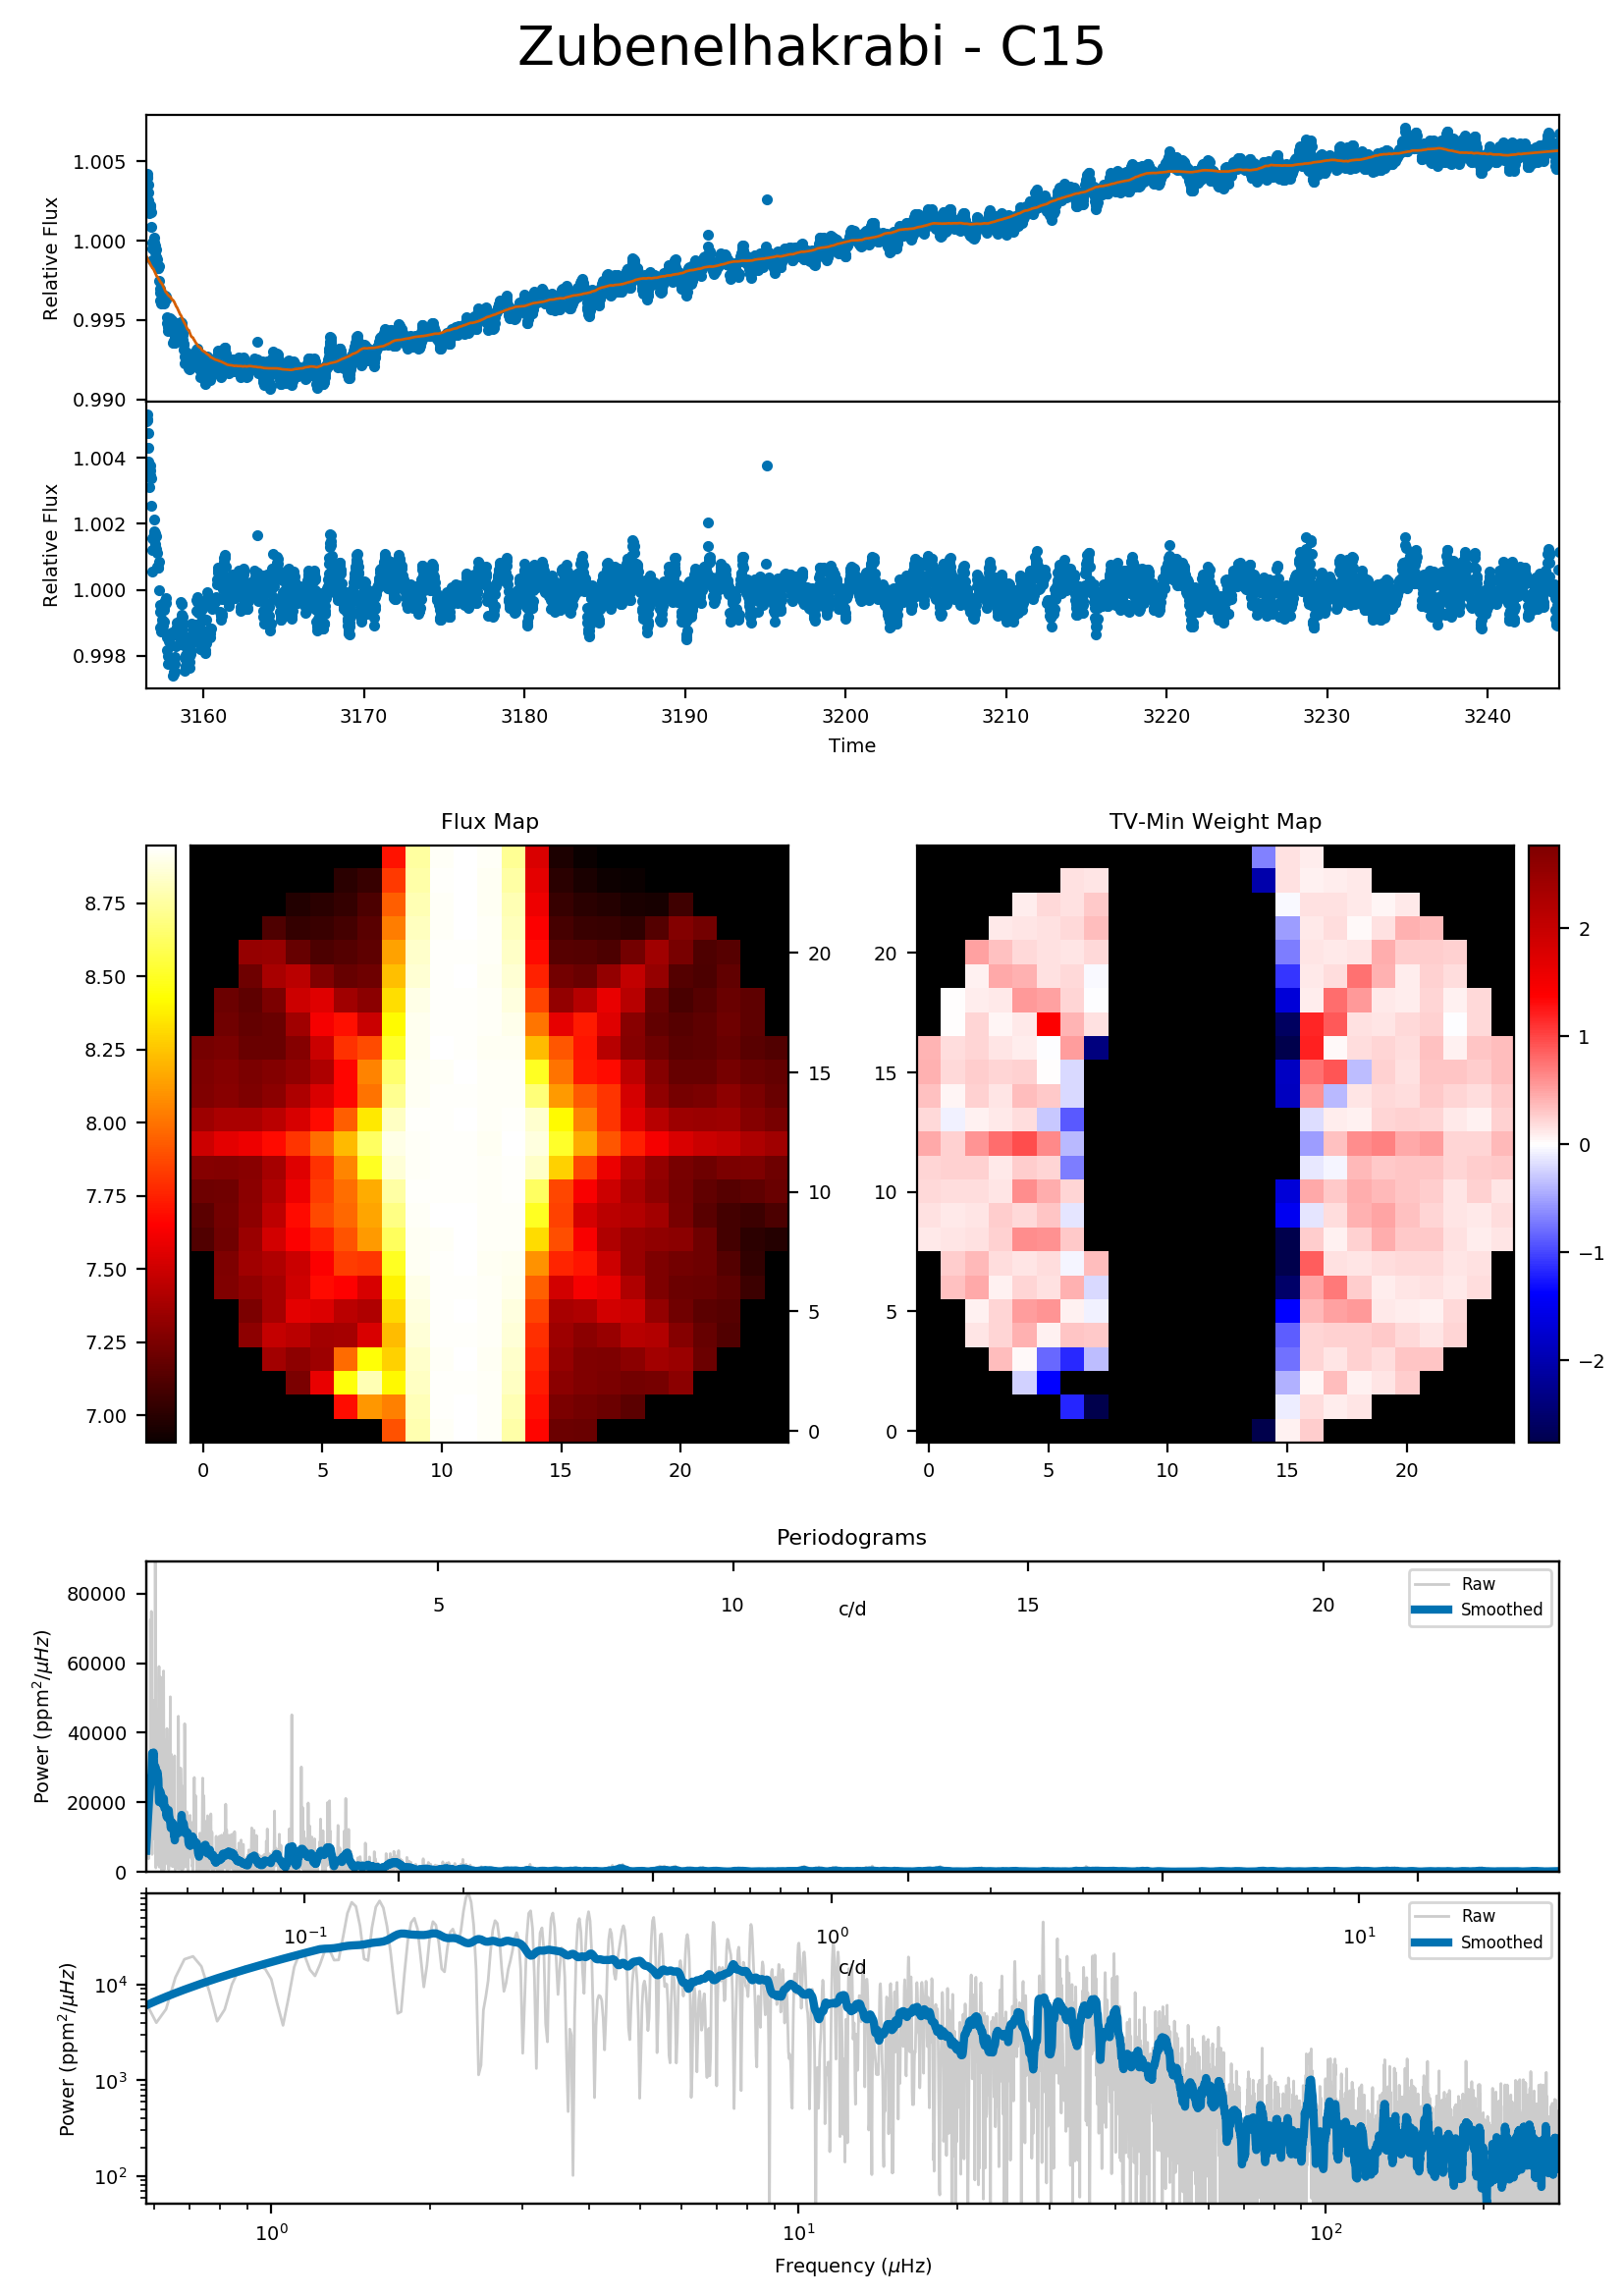 Zubenelhakrabi - C15
1.005
1.000
0.995
0.990
Relative Flux
1.004
1.002
1.000
0.998
Relative Flux
3160 3170 3180 3190 3200 3210 3220 3230 3240
Time
Flux Map
8.75
8.50
8.25
8.00
7.75
7.50
7.25
7.00
20
15
10
5
0
0 5 10 15 20
TV-Min Weight Map
20
15
10
5
0
0 5 10 15 20
2
1
0
−1
−2
Periodograms
80000
60000
40000
20000
0
Power (ppm²/μHz)
5 10 15 20
c/d
Raw
Smoothed
10⁴
10³
10²
Power (ppm²/μHz)
10⁻¹ 10⁰ 10¹
c/d
Raw
Smoothed
10⁰ 10¹ 10²
Frequency (μHz)